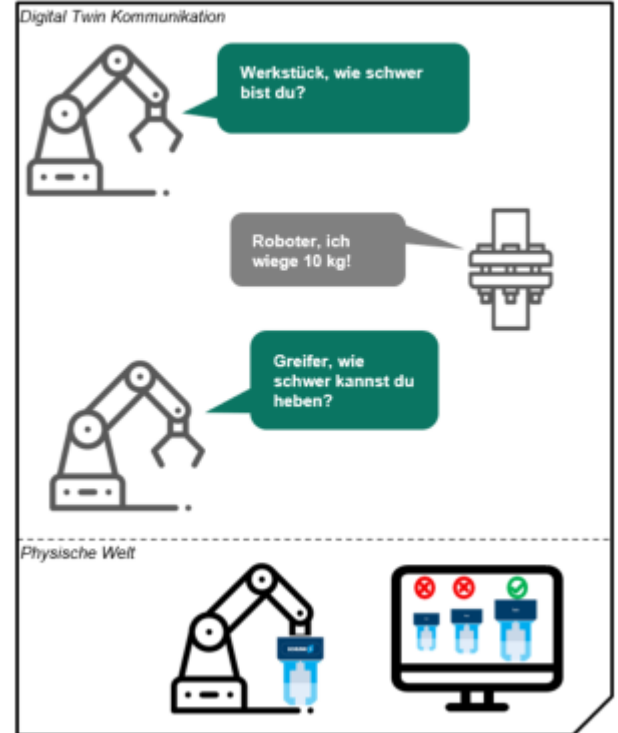 Digital Twin Kommunikation
Werkstück, wie schwer
bist du?
Roboter, ich
wiege 10 kg!
Greifer, wie
schwer kannst du
heben?
Physische Welt